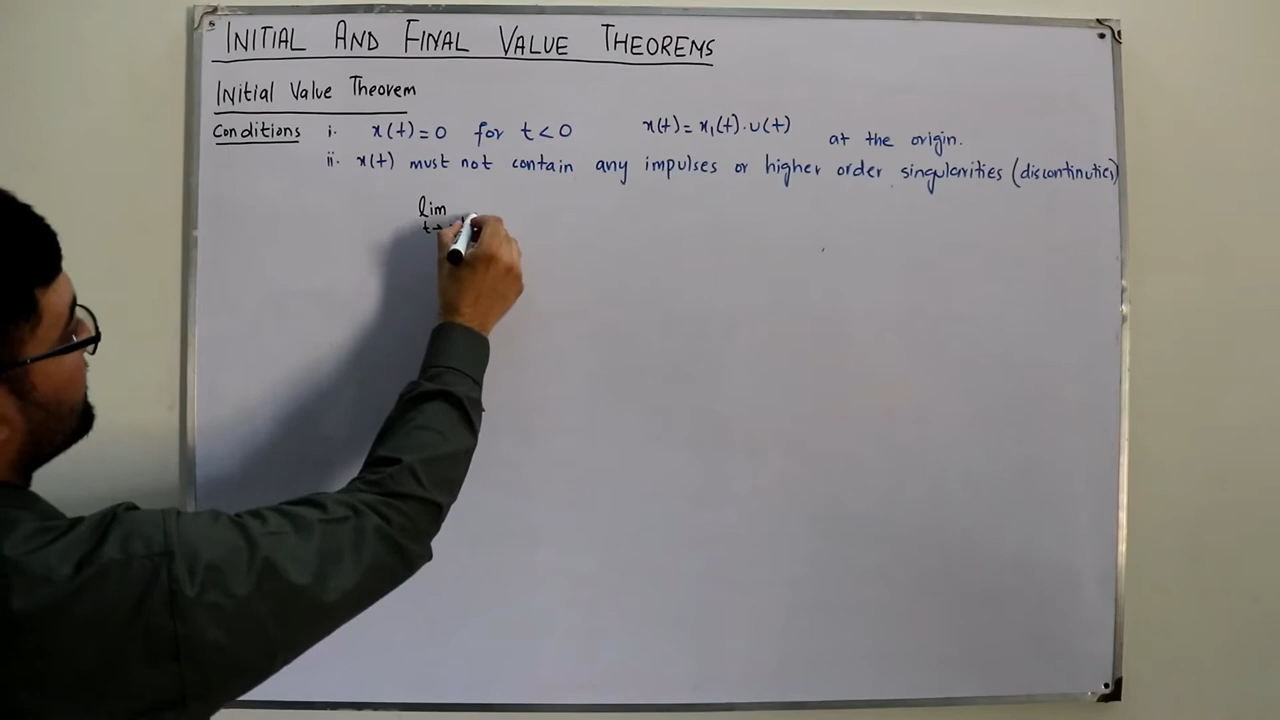 INITIAL AND FINAL VALUE THEOREMS
Initial Value Theorem
Conditions i. x(t)=0 for t<0 x(t)=x₁(t).u(t) at the origin.
ii. x(t) must not contain any impulses or higher order singularities (discontinuties)
lim
t→